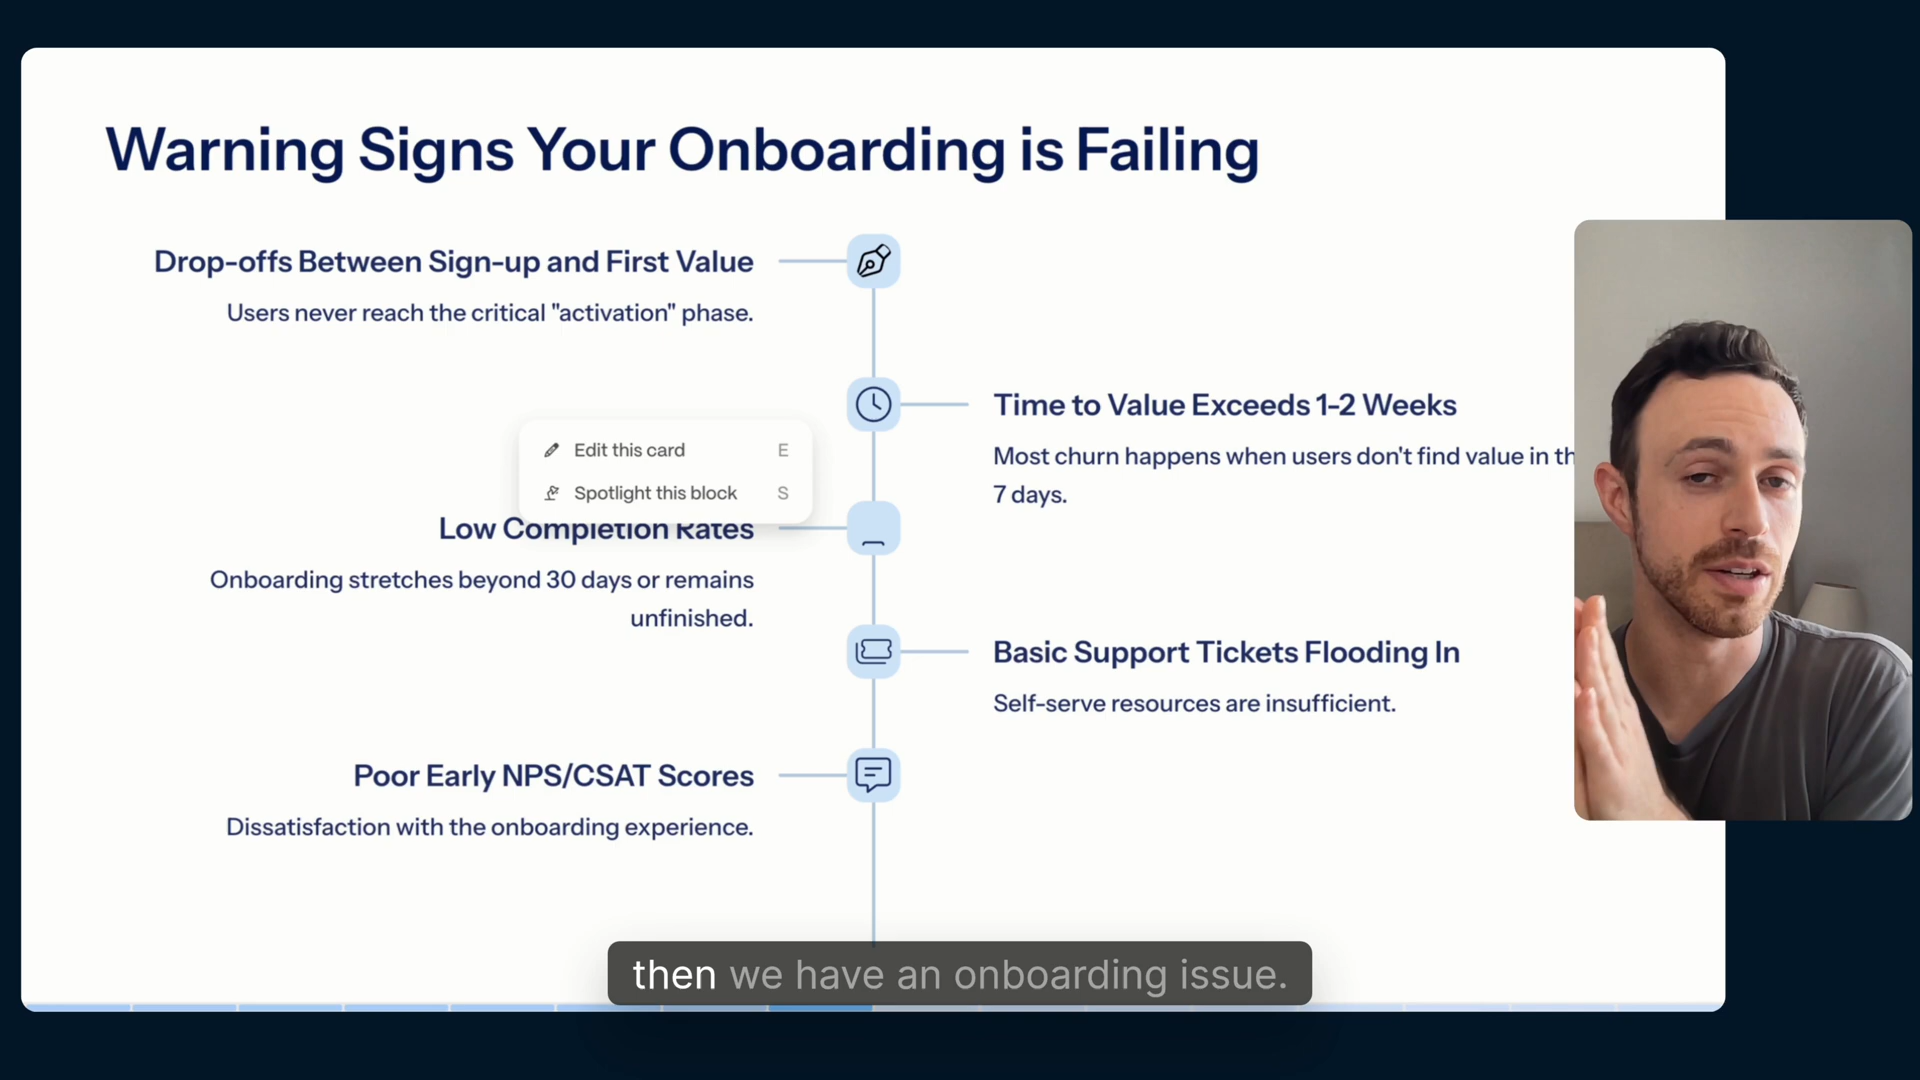 Warning Signs Your Onboarding is Failing
Drop-offs Between Sign-up and First Value
Users never reach the critical "activation" phase.
Time to Value Exceeds 1-2 Weeks
Most churn happens when users don't find value in th
7 days.
Edit this card E
Spotlight this block S
Low Completion Rates
Onboarding stretches beyond 30 days or remains
unfinished.
Basic Support Tickets Flooding In
Self-serve resources are insufficient.
Poor Early NPS/CSAT Scores
Dissatisfaction with the onboarding experience.
then we have an onboarding issue.